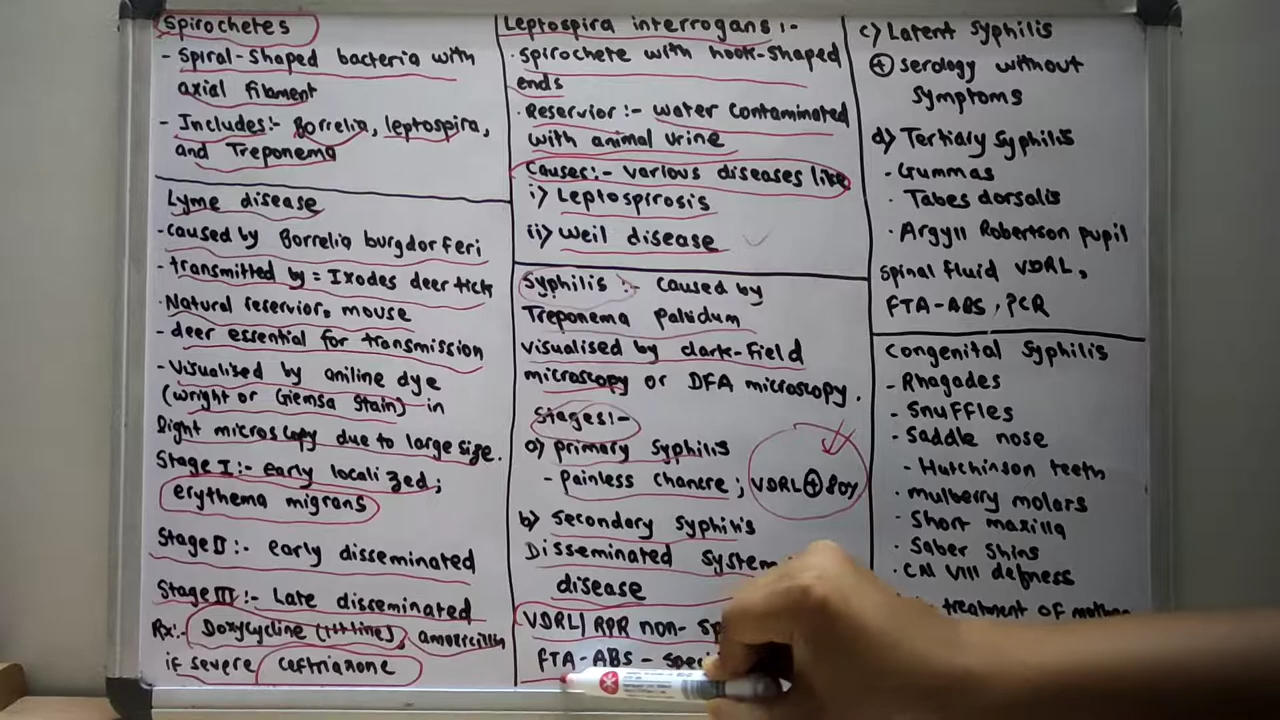 Spirochetes
- Spiral-Shaped bacteria with
axial filament
- Includes:- Borrelia, leptospira,
and Treponema
Lyme disease
- caused by Borrelia burgdorferi
- transmitted by = Ixodes deer tick
· Natural reservior: mouse
- deer essential for transmission
- Visualised by aniline dye
(wright or Giemsa Stain) in
light microscopy due to large size.
Stage I:- early localized;
erythema migrans
Stage II:- early disseminated
Stage III:- Late disseminated
Rx:- Doxycycline (1st line), amoxicillin
if severe ceftriaxone
Leptospira interrogans :-
· Spirochete with hook-shaped
ends
· Reservior :- water contaminated
with animal urine
Causes:- various diseases like
i) Leptospirosis
ii) Weil disease
Syphilis :- caused by
Treponema palidum
visualised by dark-field
microscopy or DFA microscopy.
Stages:-
a) primary syphilis
- painless chancre; VDRL ⊕ 80%
b) Secondary syphilis
Disseminated
disease
VDRL/RPR non-
FTA-ABS -
c) Latent syphilis
⊕ serology without
symptoms
d) Tertiary Syphilis
· Gummas
· Tabes dorsalis
· Argyll Robertson pupil
spinal fluid VDRL,
FTA-ABS, PCR
Congenital Syphilis
- Rhagades
- Snuffles
- Saddle nose
- Hutchinson teeth
· mulberry molars
· Short maxilla
· Saber Shins
· CN VIII defness
treatment of